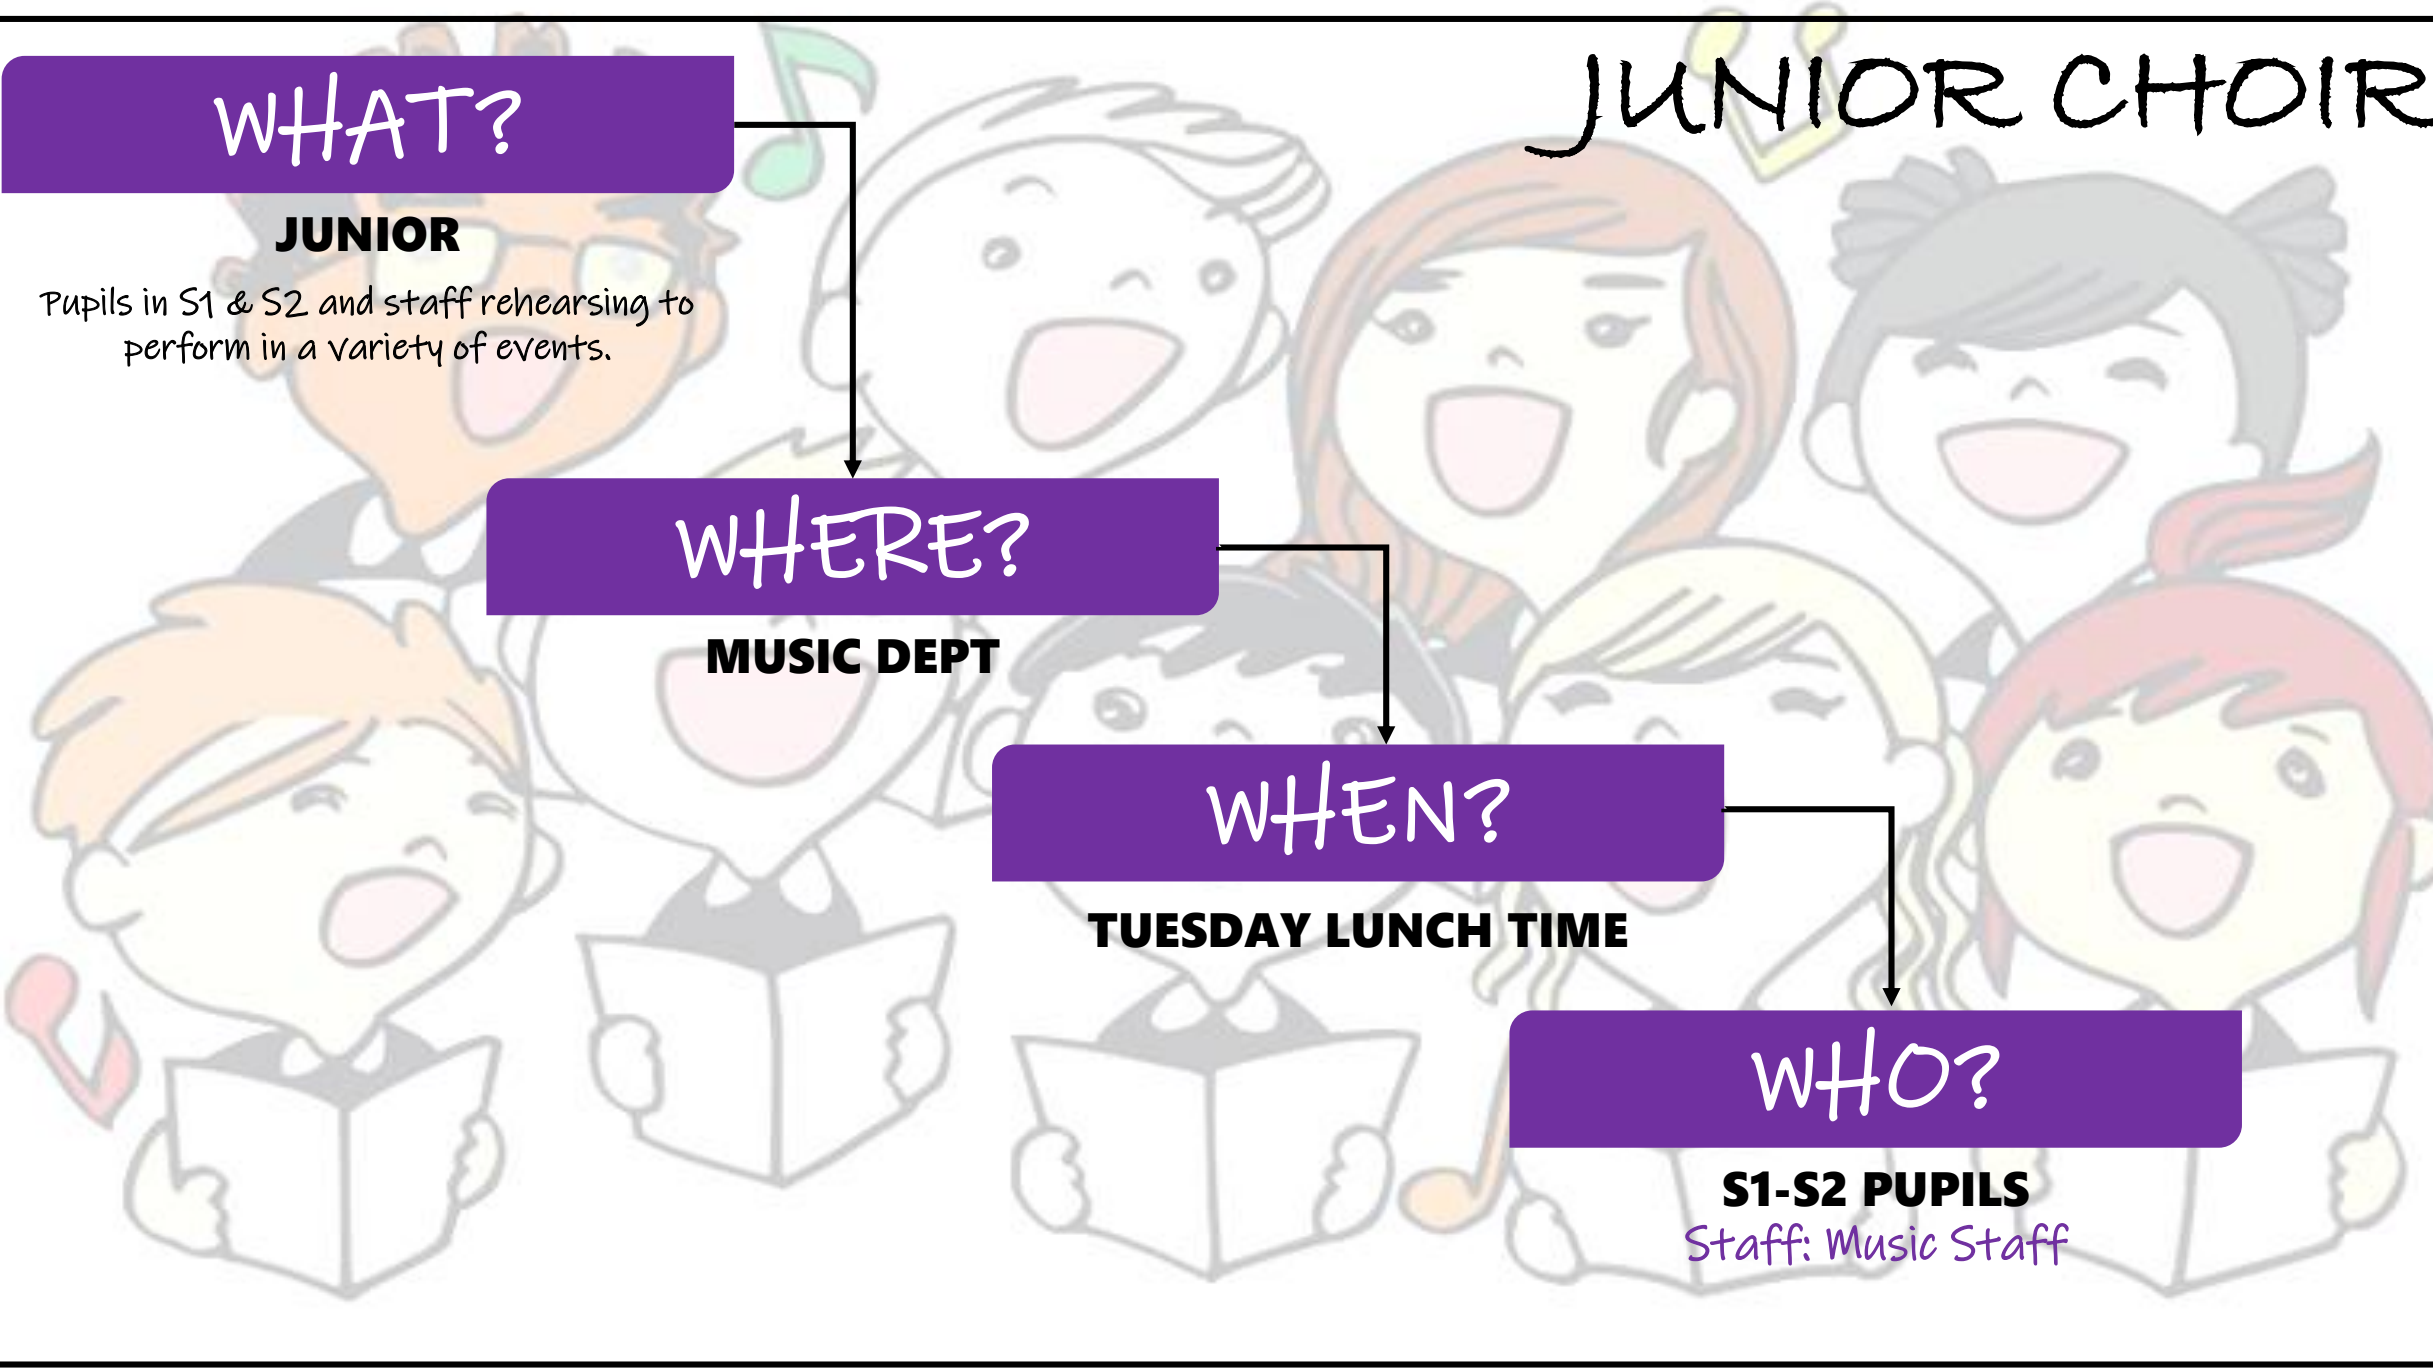 JUNIOR CHOIR
WHAT?
JUNIOR
Pupils in S1 & S2 and staff rehearsing to
perform in a variety of events.
WHERE?
MUSIC DEPT
WHEN?
TUESDAY LUNCH TIME
WHO?
S1-S2 PUPILS
Staff: Music Staff